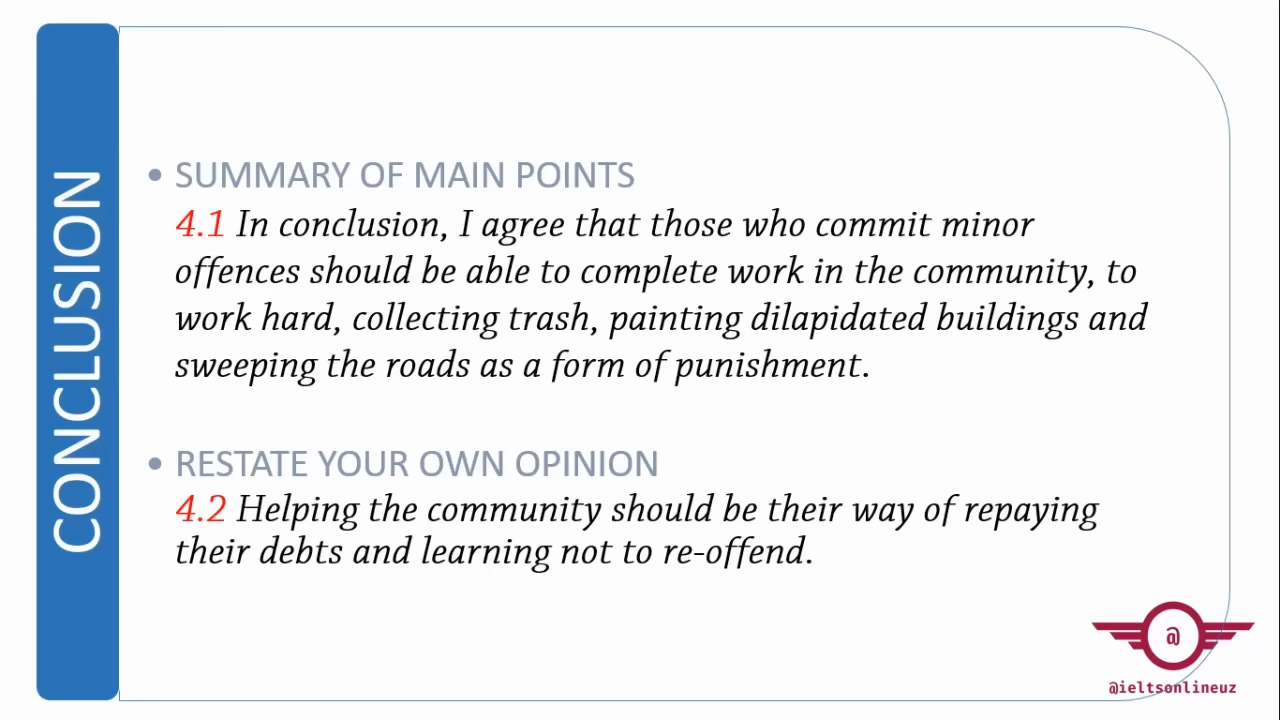 CONCLUSION
• SUMMARY OF MAIN POINTS
4.1 In conclusion, I agree that those who commit minor
offences should be able to complete work in the community, to
work hard, collecting trash, painting dilapidated buildings and
sweeping the roads as a form of punishment.
• RESTATE YOUR OWN OPINION
4.2 Helping the community should be their way of repaying
their debts and learning not to re-offend.
@
@ieltsonlineuz